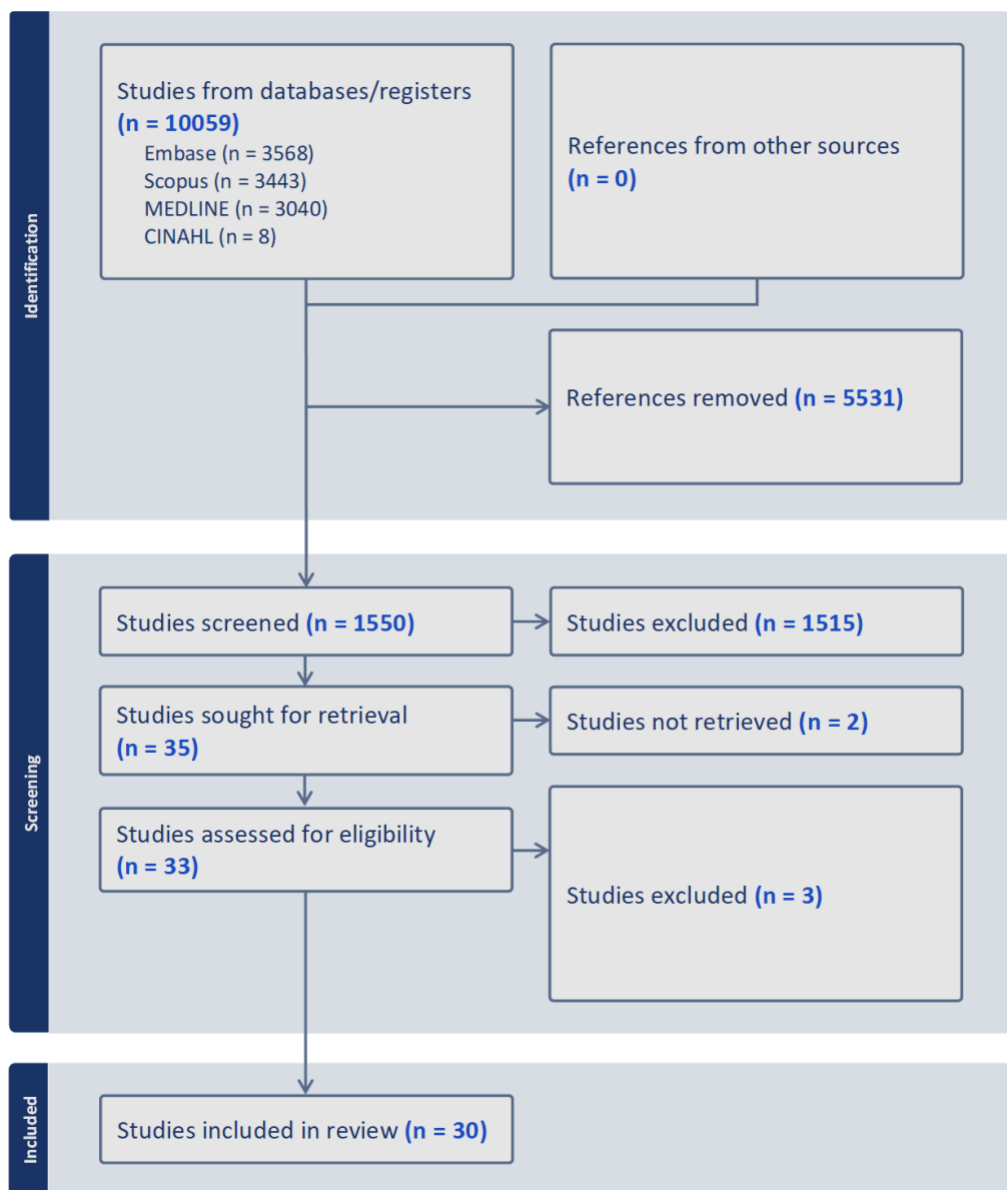 Identification
Studies from databases/registers
(n = 10059)
Embase (n = 3568)
Scopus (n = 3443)
MEDLINE (n = 3040)
CINAHL (n = 8)
References from other sources
(n = 0)
References removed (n = 5531)
Screening
Studies screened (n = 1550)
Studies excluded (n = 1515)
Studies sought for retrieval
(n = 35)
Studies not retrieved (n = 2)
Studies assessed for eligibility
(n = 33)
Studies excluded (n = 3)
Included
Studies included in review (n = 30)